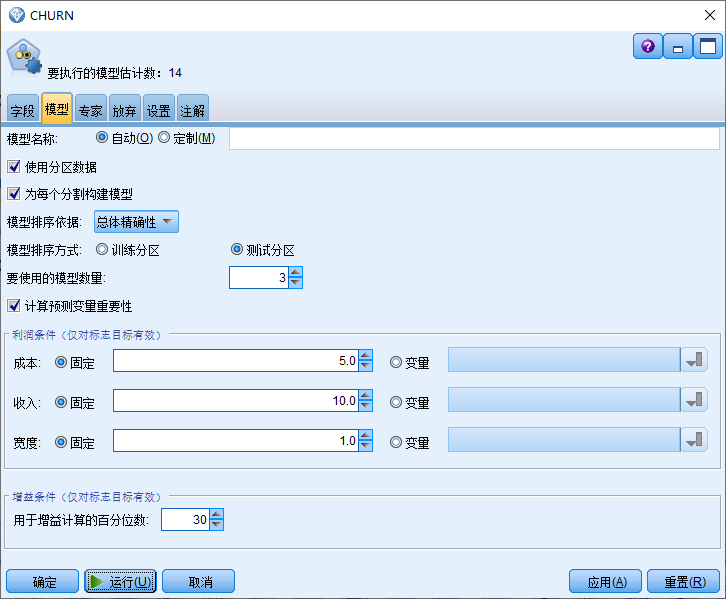 CHURN
要执行的模型估计数：14
字段 模型 专家 放弃 设置 注解
模型名称: 自动(O) 定制(M)
使用分区数据
为每个分割构建模型
模型排序依据: 总体精确性
模型排序方式: 训练分区 测试分区
要使用的模型数量: 3
计算预测变量重要性
利润条件（仅对标志目标有效）
成本: 固定 5.0 变量
收入: 固定 10.0 变量
宽度: 固定 1.0 变量
增益条件（仅对标志目标有效）
用于增益计算的百分位数: 30
确定 运行(U) 取消 应用(A) 重置(R)